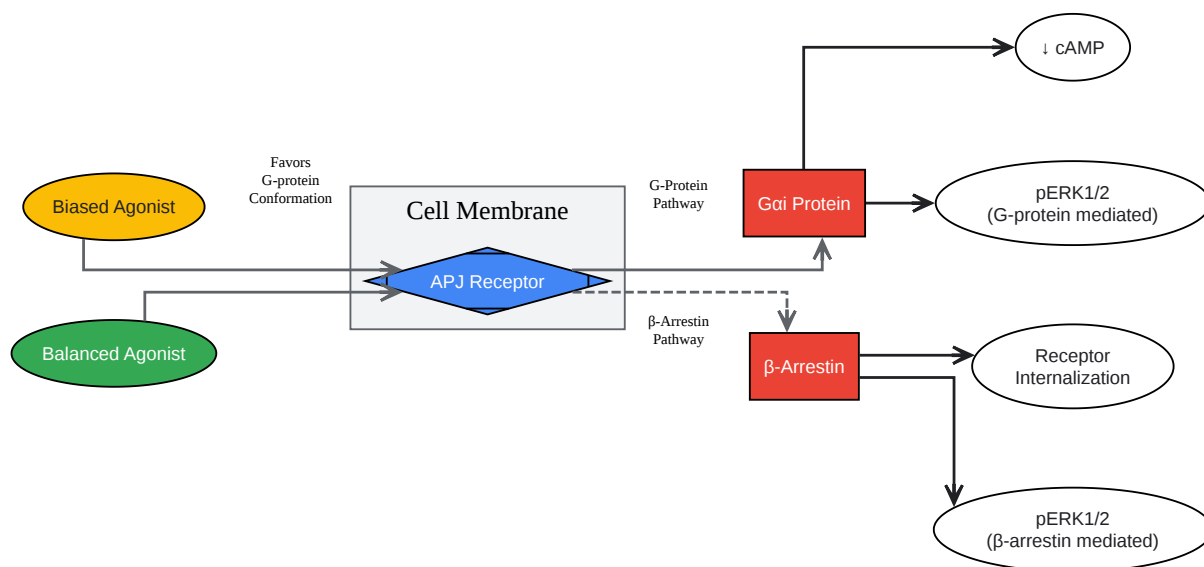 ↓ cAMP
Favors
G-protein
Conformation
Biased Agonist
Cell Membrane
G-Protein
Pathway
Gαi Protein
pERK1/2
(G-protein mediated)
APJ Receptor
Balanced Agonist
β-Arrestin
Pathway
β-Arrestin
Receptor
Internalization
pERK1/2
(β-arrestin mediated)